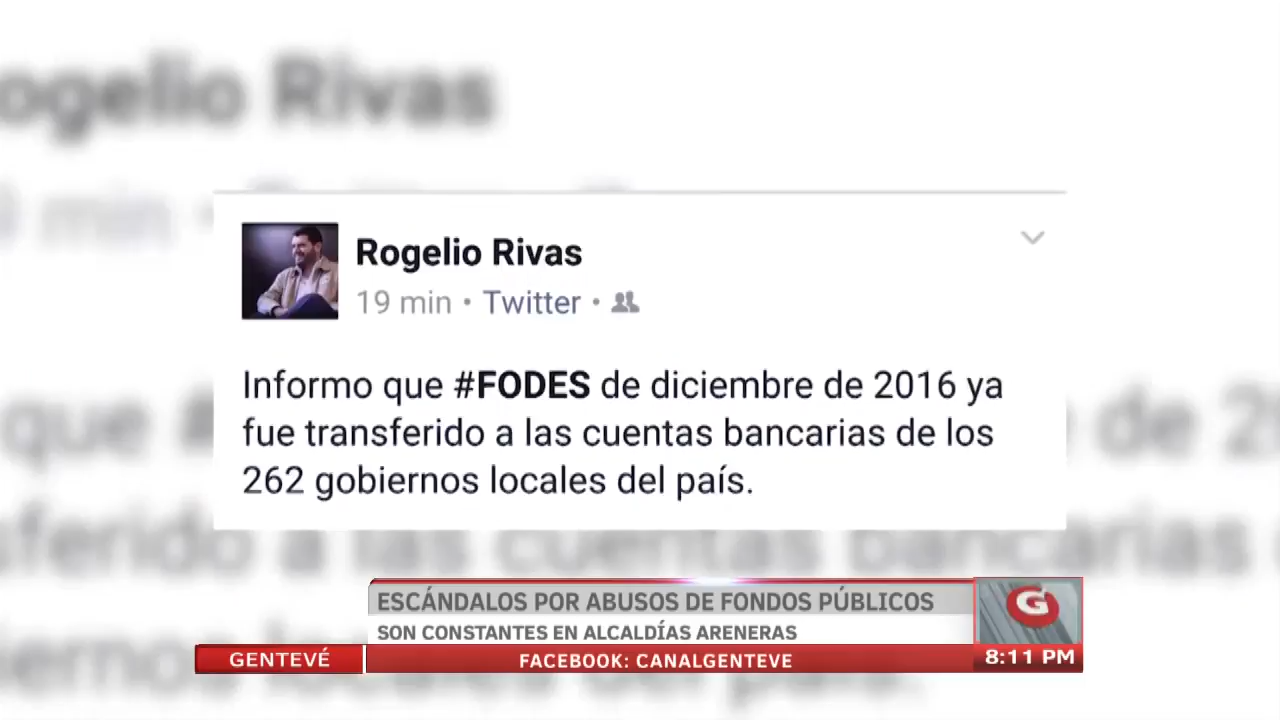 Rogelio Rivas
19 min • Twitter •
Informo que #FODES de diciembre de 2016 ya
fue transferido a las cuentas bancarias de los
262 gobiernos locales del país.
ESCÁNDALOS POR ABUSOS DE FONDOS PÚBLICOS
SON CONSTANTES EN ALCALDÍAS ARENERAS
G
GENTEVÉ
FACEBOOK: CANALGENTEVE
8:11 PM